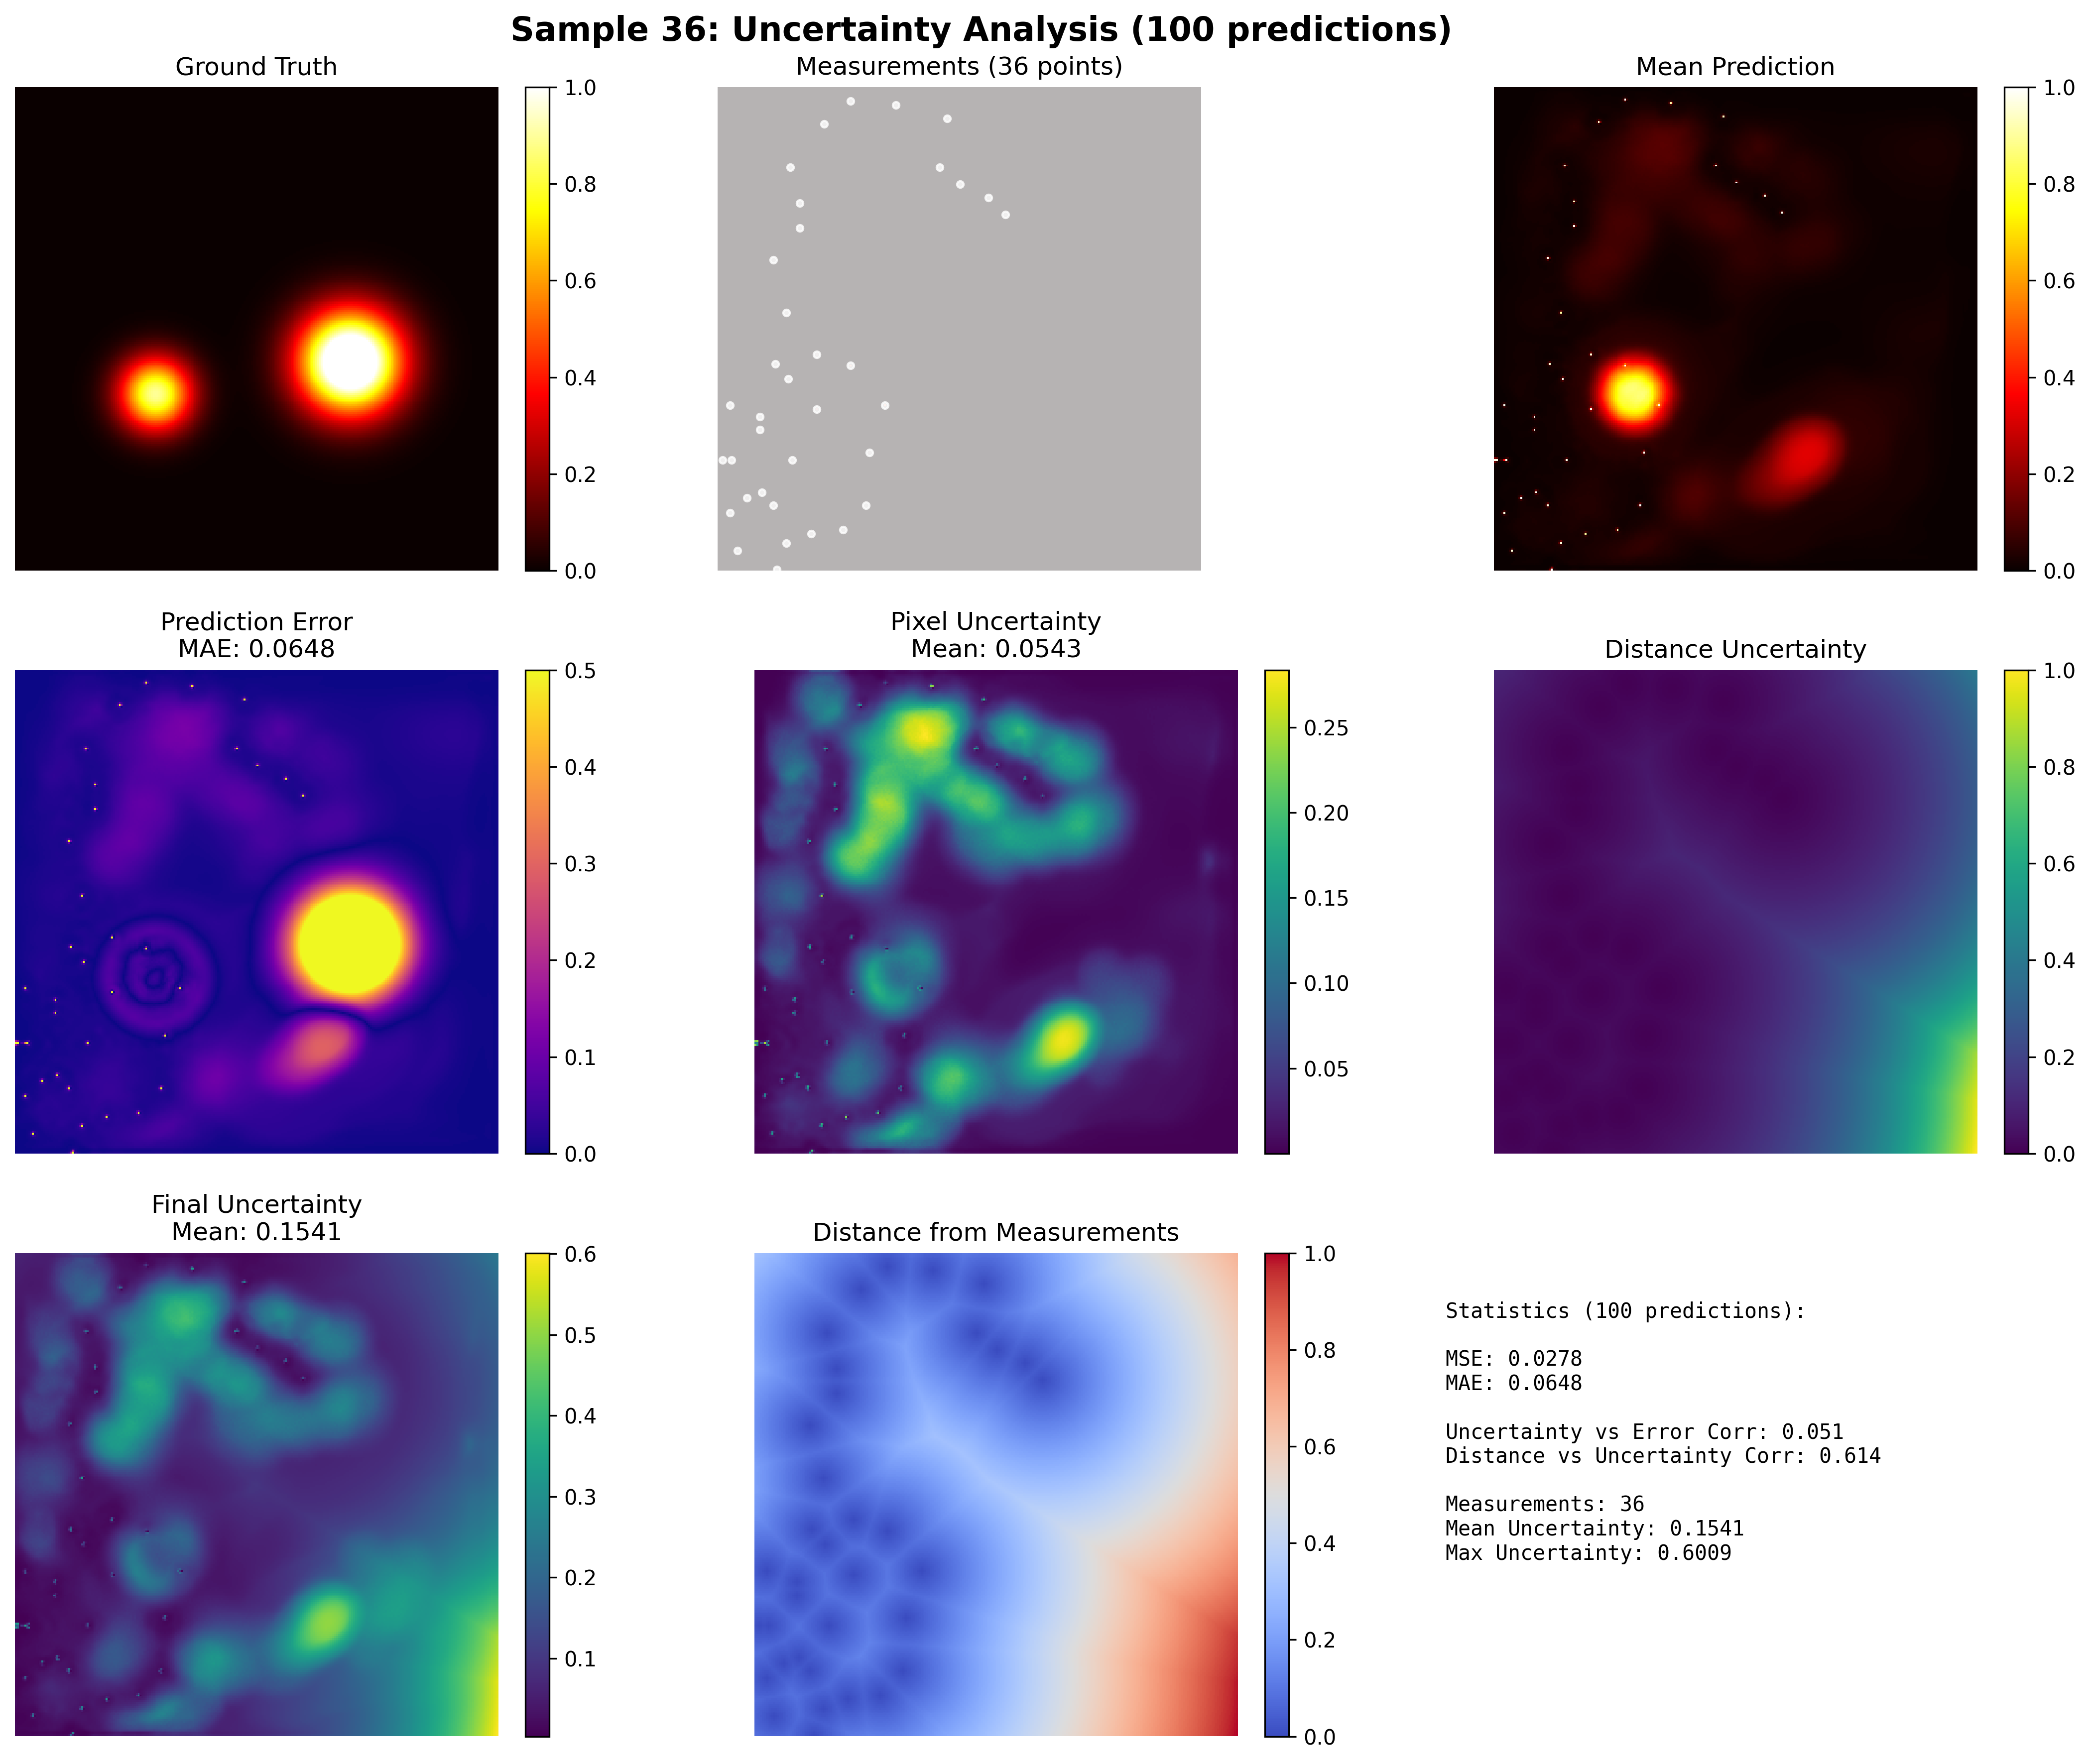 Sample 36: Uncertainty Analysis (100 predictions)
Ground Truth
1.0
0.8
0.6
0.4
0.2
0.0
Measurements (36 points)
Mean Prediction
1.0
0.8
0.6
0.4
0.2
0.0
Prediction Error
MAE: 0.0648
0.5
0.4
0.3
0.2
0.1
0.0
Pixel Uncertainty
Mean: 0.0543
0.25
0.20
0.15
0.10
0.05
Distance Uncertainty
1.0
0.8
0.6
0.4
0.2
0.0
Final Uncertainty
Mean: 0.1541
0.6
0.5
0.4
0.3
0.2
0.1
Distance from Measurements
1.0
0.8
0.6
0.4
0.2
0.0
Statistics (100 predictions):
MSE: 0.0278
MAE: 0.0648
Uncertainty vs Error Corr: 0.051
Distance vs Uncertainty Corr: 0.614
Measurements: 36
Mean Uncertainty: 0.1541
Max Uncertainty: 0.6009